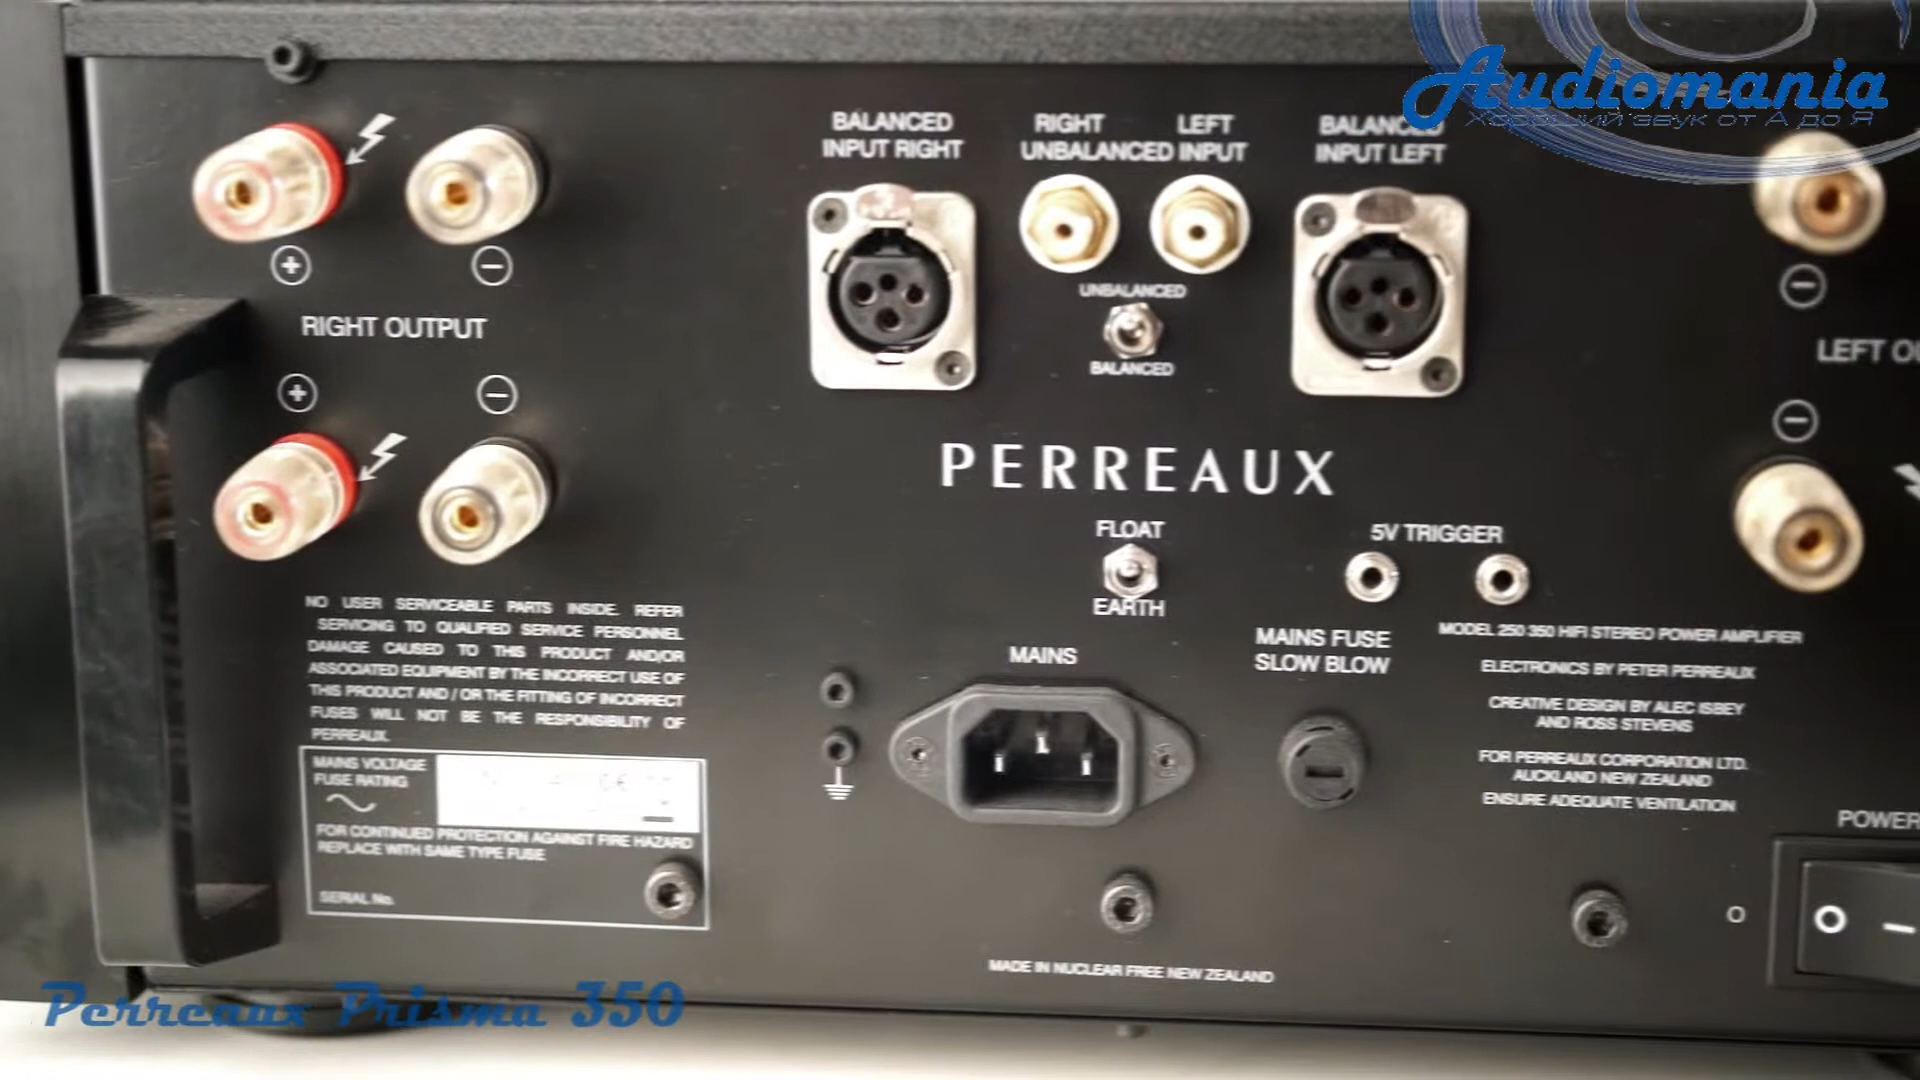 Audiomania
Хороший звук от А до Я
BALANCED
INPUT RIGHT
RIGHT LEFT
UNBALANCED INPUT
BALANCED
INPUT LEFT
UNBALANCED
BALANCED
RIGHT OUTPUT
LEFT
PERREAUX
FLOAT
EARTH
5V TRIGGER
MODEL 250 350 HIFI STEREO POWER AMPLIFIER
ELECTRONICS BY PETER PERREAUX
CREATIVE DESIGN BY ALEC ISBEY
AND ROSS STEVENS
FOR PERREAUX CORPORATION LTD.
AUCKLAND NEW ZEALAND
ENSURE ADEQUATE VENTILATION
MAINS FUSE
SLOW BLOW
MAINS
NO USER SERVICEABLE PARTS INSIDE. REFER
SERVICING TO QUALIFIED SERVICE PERSONNEL
DAMAGE CAUSED TO THIS PRODUCT AND/OR
ASSOCIATED EQUIPMENT BY THE INCORRECT USE OF
THIS PRODUCT AND / OR THE FITTING OF INCORRECT
FUSES WILL NOT BE THE RESPONSIBILITY OF
PERREAUX.
MAINS VOLTAGE
FUSE RATING
FOR CONTINUED PROTECTION AGAINST FIRE HAZARD
REPLACE WITH SAME TYPE FUSE
SERIAL No.
POWER
O
MADE IN NUCLEAR FREE NEW ZEALAND
Perreaux Prisma 350